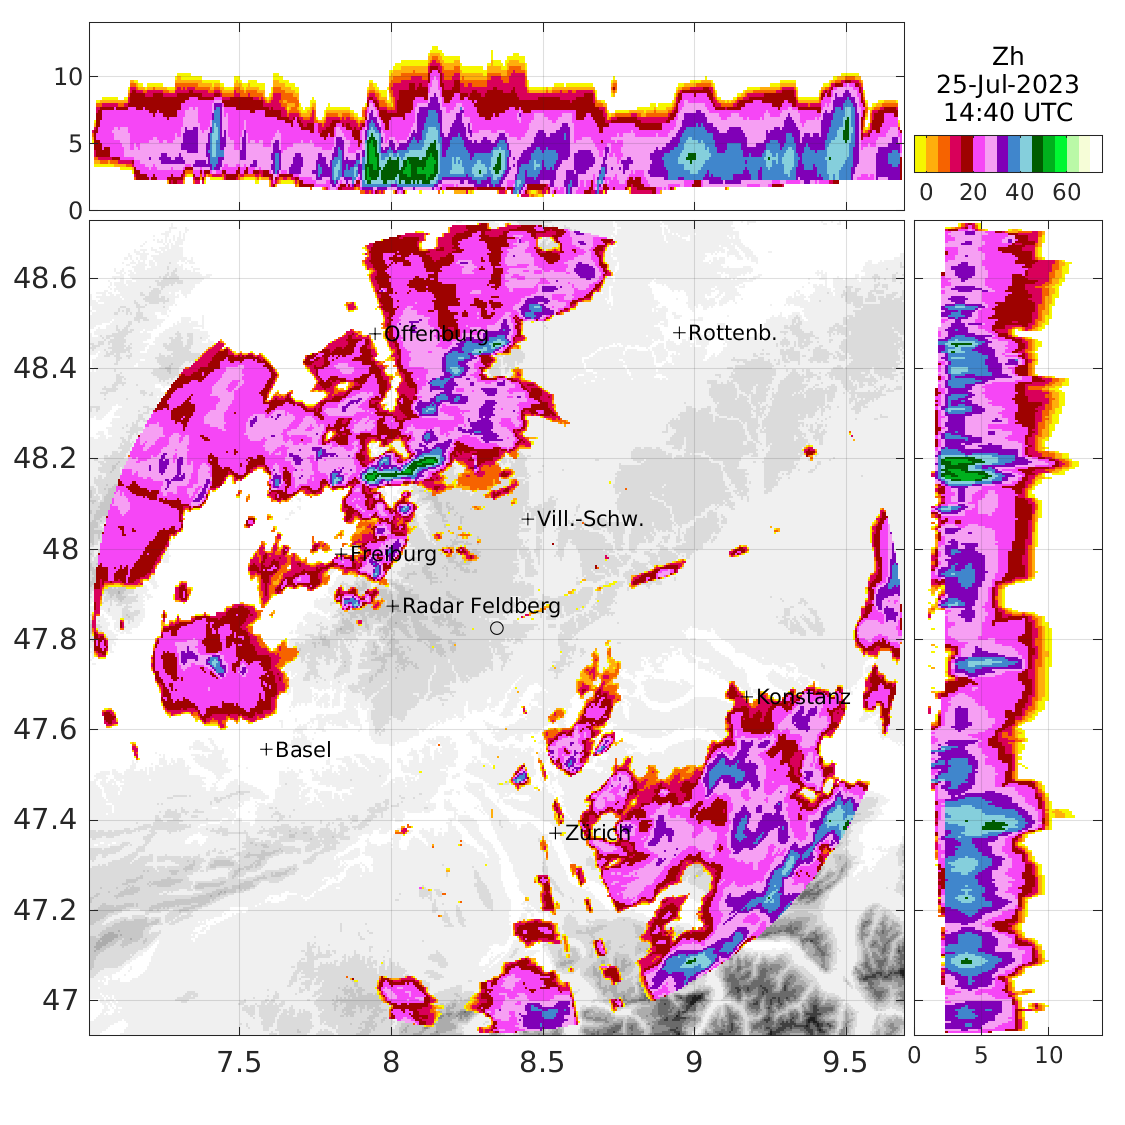 10
5
0
Zh
25-Jul-2023
14:40 UTC
0 20 40 60
48.6
48.4
48.2
48
47.8
47.6
47.4
47.2
47
Offenburg
Rottenb.
Vill.-Schw.
Freiburg
Radar Feldberg
Konstanz
Basel
Zürich
7.5 8 8.5 9 9.5
0 5 10